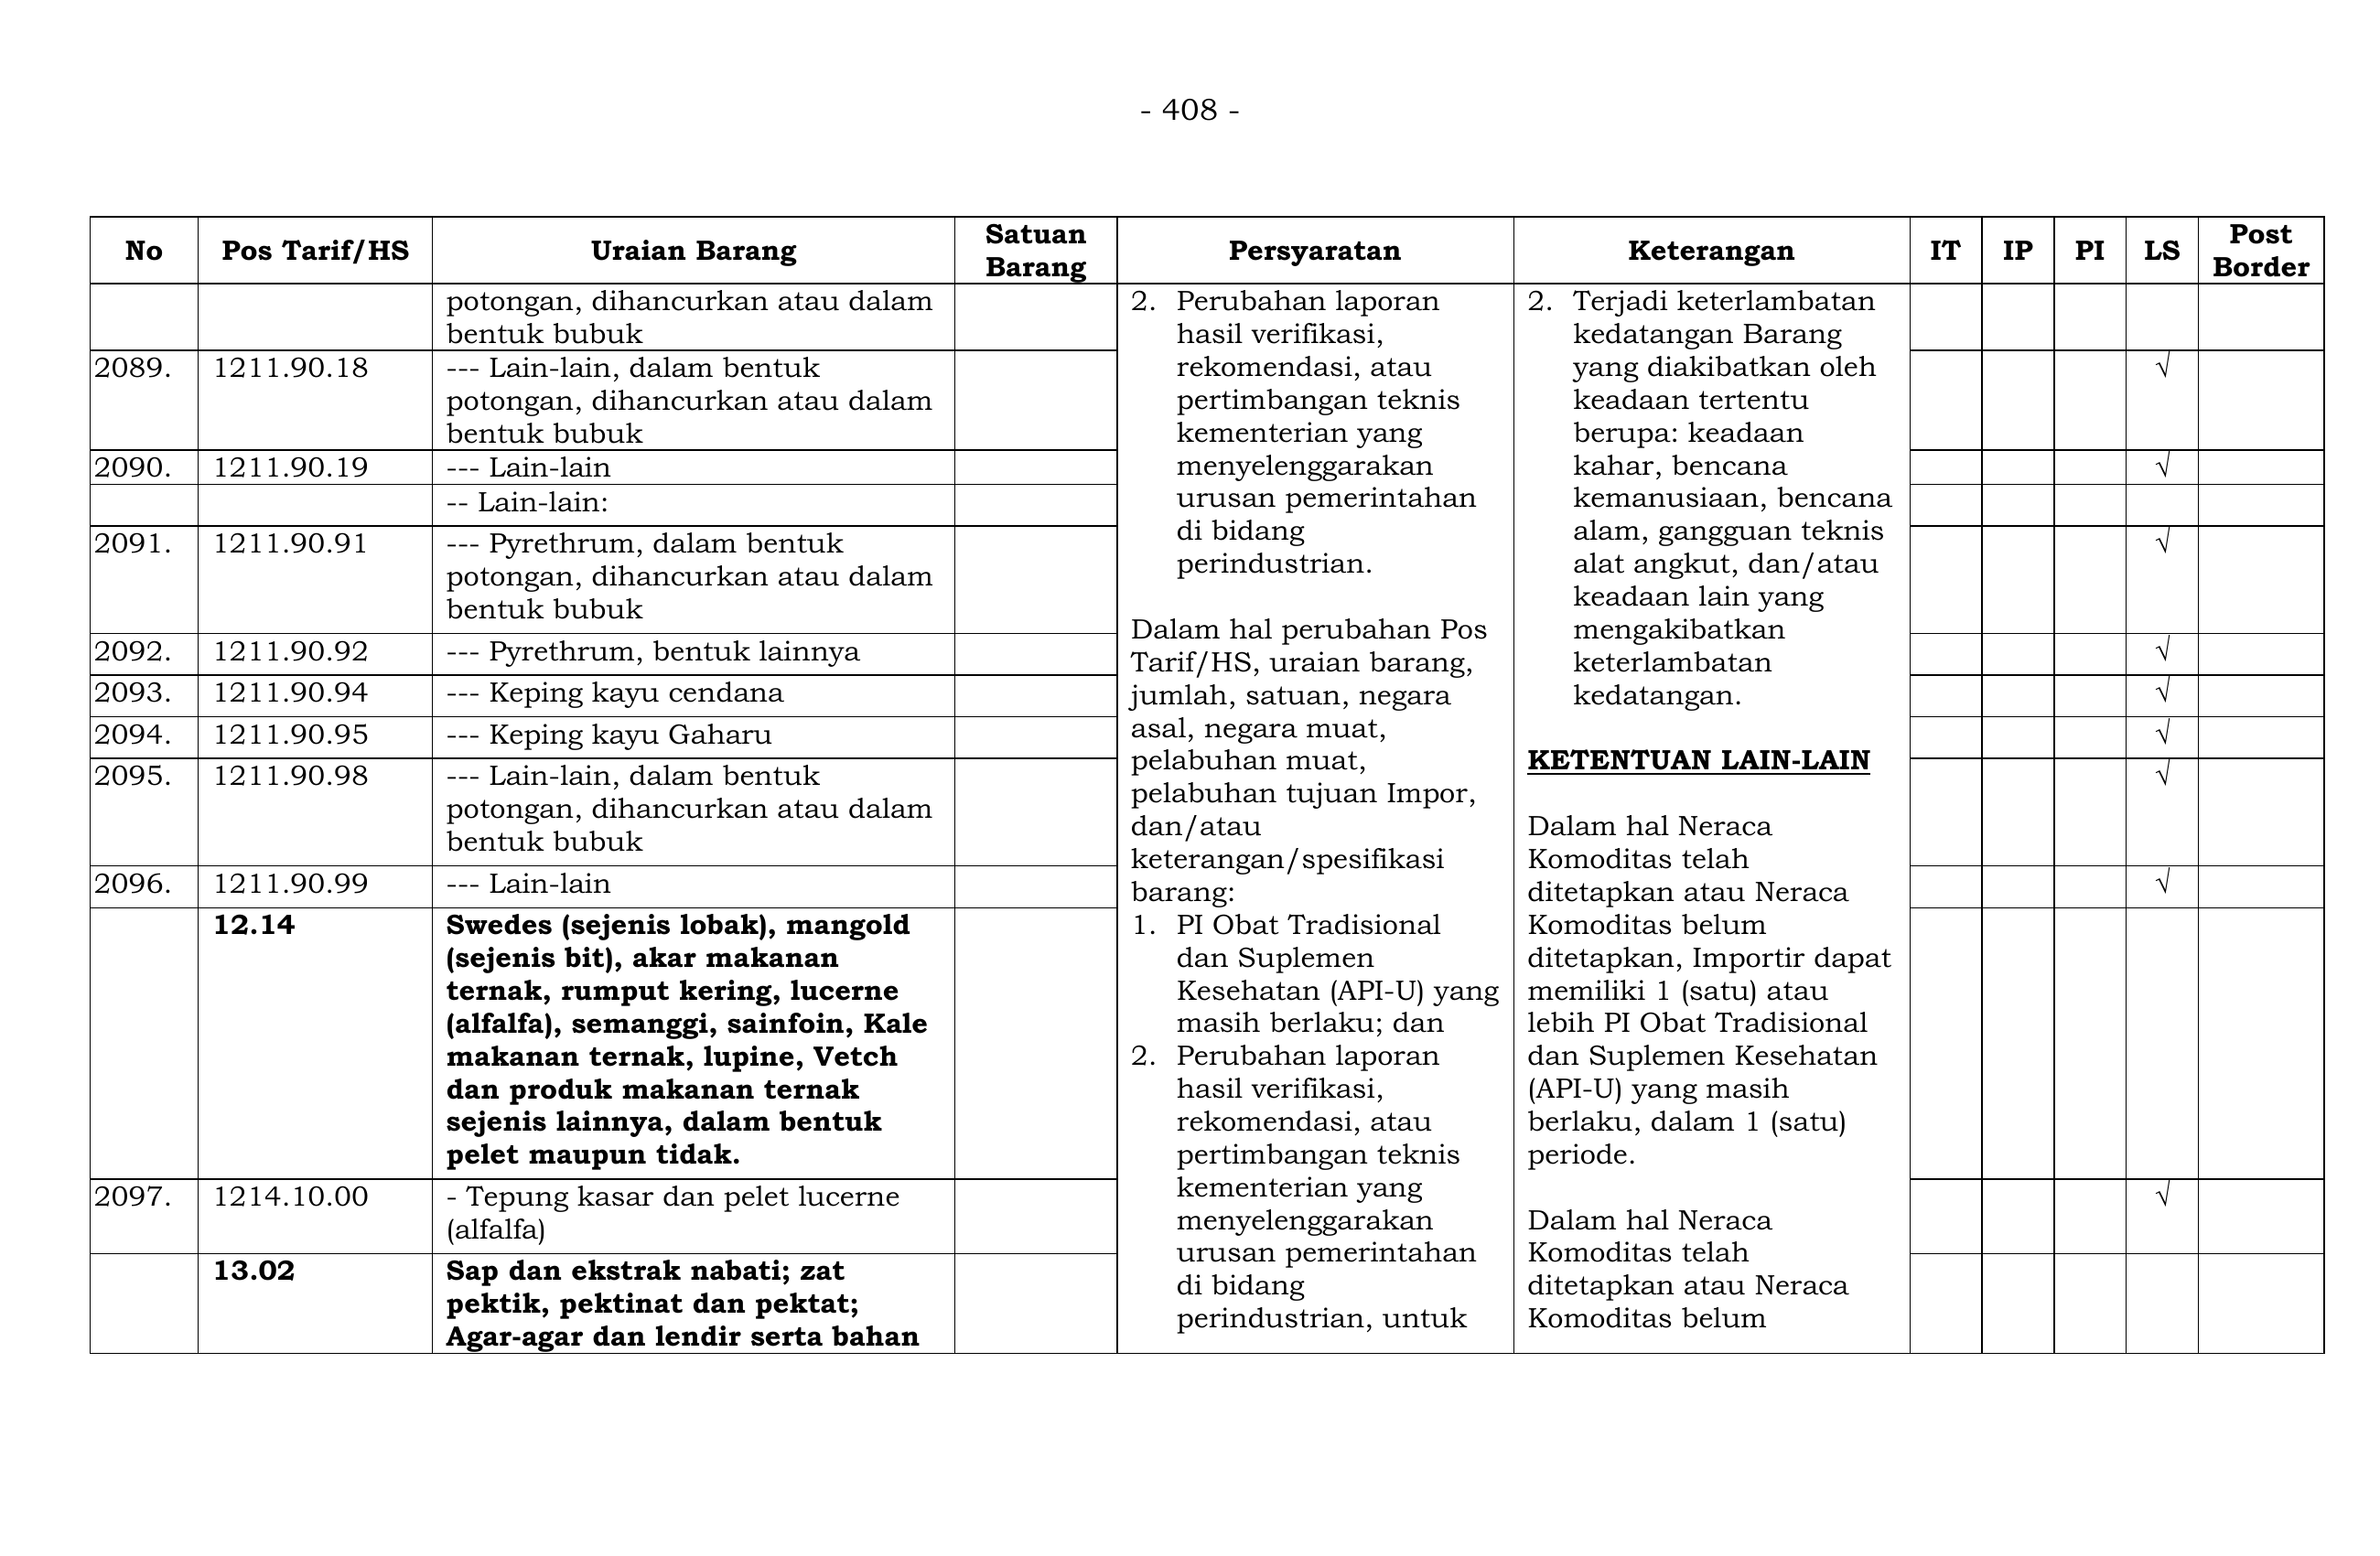 - 408 -
No
Pos Tarif/HS
Uraian Barang
Satuan
Barang
Persyaratan
Keterangan
IT
IP
PI
LS
Post
Border
potongan, dihancurkan atau dalam
bentuk bubuk
2089.
1211.90.18
--- Lain-lain, dalam bentuk
potongan, dihancurkan atau dalam
bentuk bubuk
√
2090.
1211.90.19
--- Lain-lain
√
-- Lain-lain:
2091.
1211.90.91
--- Pyrethrum, dalam bentuk
potongan, dihancurkan atau dalam
bentuk bubuk
√
2092.
1211.90.92
--- Pyrethrum, bentuk lainnya
√
2093.
1211.90.94
--- Keping kayu cendana
√
2094.
1211.90.95
--- Keping kayu Gaharu
√
2095.
1211.90.98
--- Lain-lain, dalam bentuk
potongan, dihancurkan atau dalam
bentuk bubuk
√
2096.
1211.90.99
--- Lain-lain
√
12.14
Swedes (sejenis lobak), mangold
(sejenis bit), akar makanan
ternak, rumput kering, lucerne
(alfalfa), semanggi, sainfoin, Kale
makanan ternak, lupine, Vetch
dan produk makanan ternak
sejenis lainnya, dalam bentuk
pelet maupun tidak.
2097.
1214.10.00
- Tepung kasar dan pelet lucerne
(alfalfa)
√
13.02
Sap dan ekstrak nabati; zat
pektik, pektinat dan pektat;
Agar-agar dan lendir serta bahan
2. Perubahan laporan
hasil verifikasi,
rekomendasi, atau
pertimbangan teknis
kementerian yang
menyelenggarakan
urusan pemerintahan
di bidang
perindustrian.
Dalam hal perubahan Pos
Tarif/HS, uraian barang,
jumlah, satuan, negara
asal, negara muat,
pelabuhan muat,
pelabuhan tujuan Impor,
dan/atau
keterangan/spesifikasi
barang:
1. PI Obat Tradisional
dan Suplemen
Kesehatan (API-U) yang
masih berlaku; dan
2. Perubahan laporan
hasil verifikasi,
rekomendasi, atau
pertimbangan teknis
kementerian yang
menyelenggarakan
urusan pemerintahan
di bidang
perindustrian, untuk
2. Terjadi keterlambatan
kedatangan Barang
yang diakibatkan oleh
keadaan tertentu
berupa: keadaan
kahar, bencana
kemanusiaan, bencana
alam, gangguan teknis
alat angkut, dan/atau
keadaan lain yang
mengakibatkan
keterlambatan
kedatangan.
KETENTUAN LAIN-LAIN
Dalam hal Neraca
Komoditas telah
ditetapkan atau Neraca
Komoditas belum
ditetapkan, Importir dapat
memiliki 1 (satu) atau
lebih PI Obat Tradisional
dan Suplemen Kesehatan
(API-U) yang masih
berlaku, dalam 1 (satu)
periode.
Dalam hal Neraca
Komoditas telah
ditetapkan atau Neraca
Komoditas belum